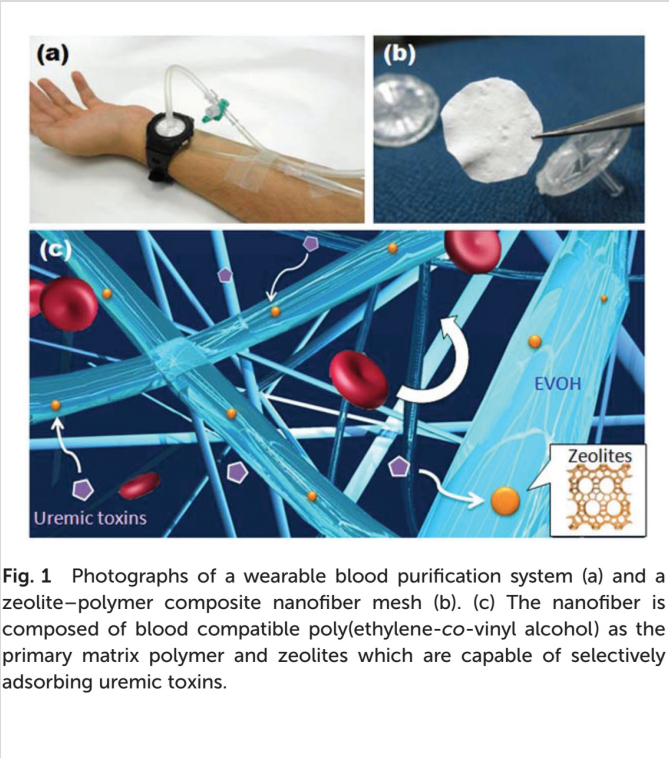 (a)
(b)
(c)
EVOH
Zeolites
Uremic toxins
Fig. 1 Photographs of a wearable blood purification system (a) and a
zeolite–polymer composite nanofiber mesh (b). (c) The nanofiber is
composed of blood compatible poly(ethylene-co-vinyl alcohol) as the
primary matrix polymer and zeolites which are capable of selectively
adsorbing uremic toxins.